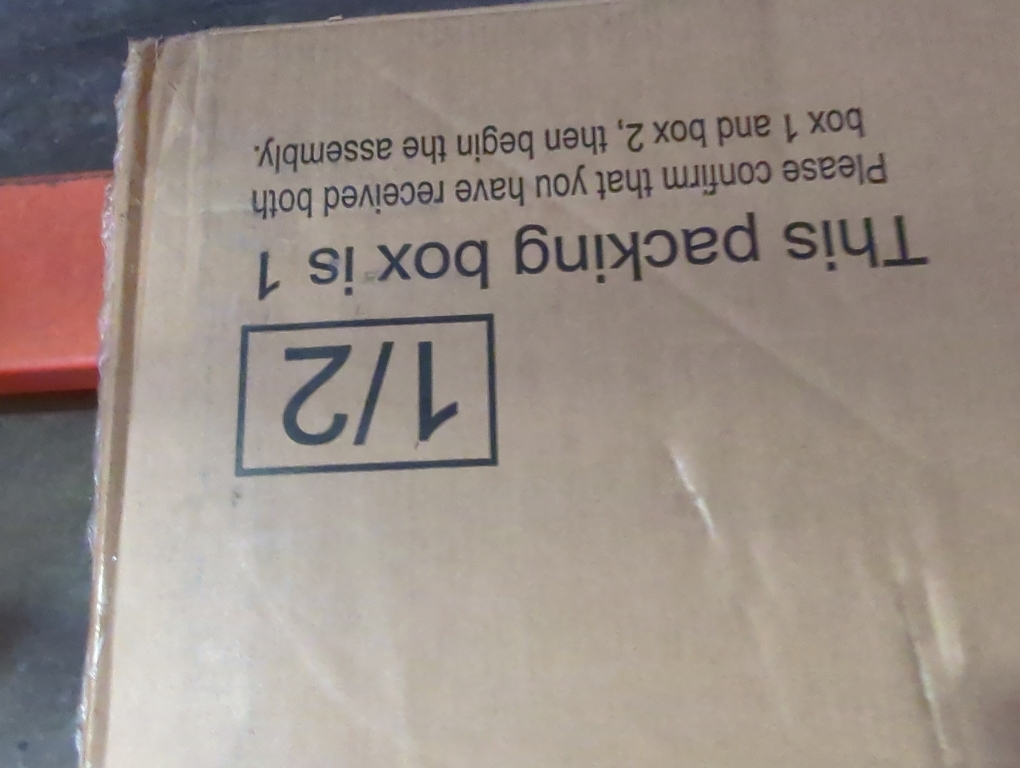 1/2
This packing box is 1
Please confirm that you have received both
box 1 and box 2, then begin the assembly.